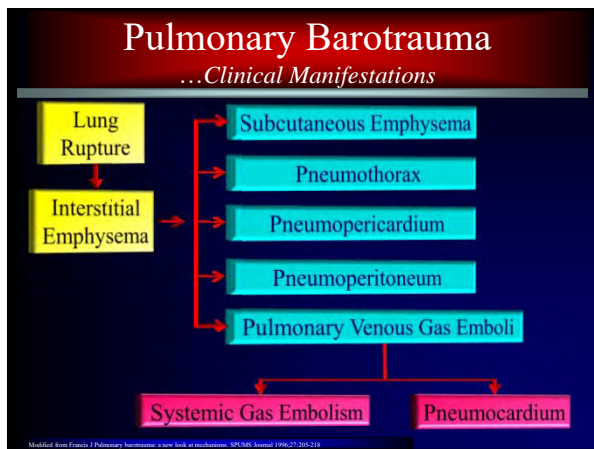 Pulmonary Barotrauma
…Clinical Manifestations
Lung
Rupture
Interstitial
Emphysema
Subcutaneous Emphysema
Pneumothorax
Pneumopericardium
Pneumoperitoneum
Pulmonary Venous Gas Emboli
Systemic Gas Embolism
Pneumocardium
Modified from Francis J Pulmonary barotrauma: a new look at mechanisms. SPUMS Journal 1996;27:205-218